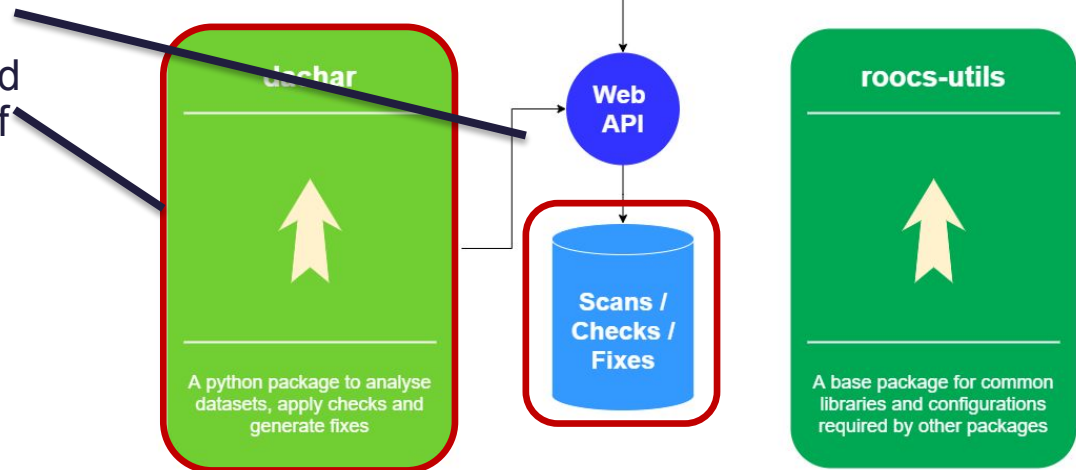 d
f
dachar
A python package to analyse
datasets, apply checks and
generate fixes
Web
API
Scans /
Checks /
Fixes
roocs-utils
A base package for common
libraries and configurations
required by other packages